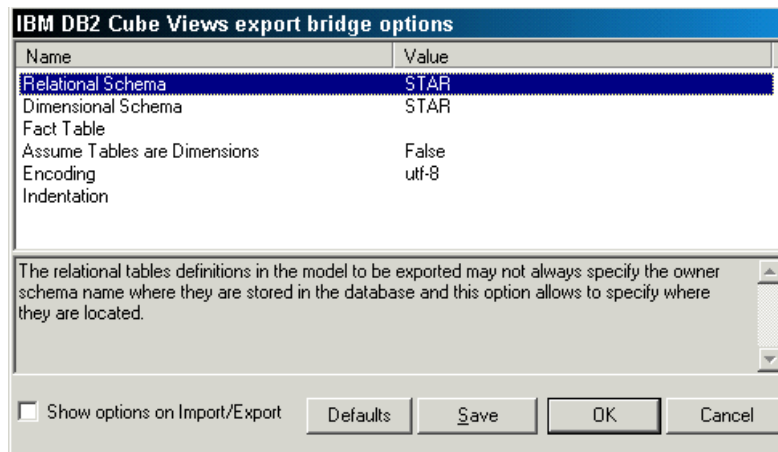 IBM DB2 Cube Views export bridge options
Name Value
Relational Schema STAR
Dimensional Schema STAR
Fact Table
Assume Tables are Dimensions False
Encoding utf-8
Indentation
The relational tables definitions in the model to be exported may not always specify the owner
schema name where they are stored in the database and this option allows to specify where
they are located.
Show options on Import/Export Defaults Save OK Cancel